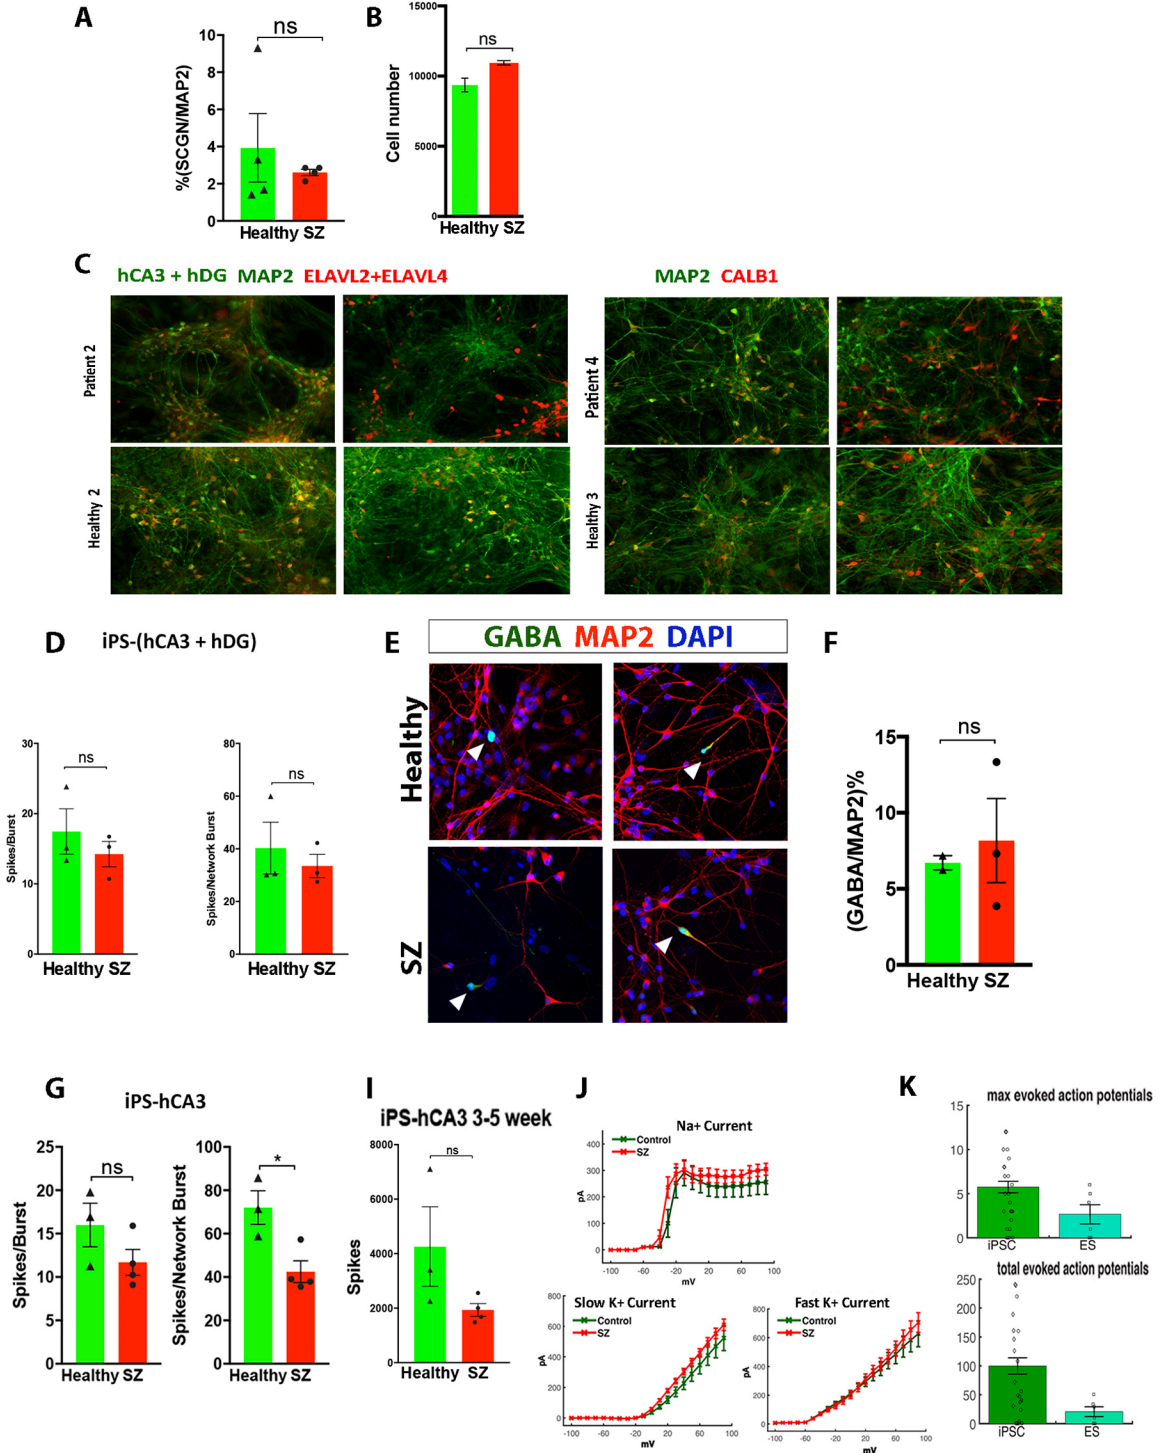 A
ns
%(SCGN/MAP2)
10
8
6
4
2
0
Healthy SZ
B
ns
Cell number
15000
10000
5000
0
Healthy SZ
C
hCA3 + hDG MAP2 ELAVL2+ELAVL4
MAP2 CALB1
Patient 2
Healthy 2
Patient 4
Healthy 3
D
iPS-(hCA3 + hDG)
ns
Spikes/Burst
30
20
10
0
Healthy SZ
ns
Spikes/Network Burst
80
60
40
20
0
Healthy SZ
E
GABA MAP2 DAPI
Healthy
SZ
F
ns
(GABA/MAP2)%
15
10
5
0
Healthy SZ
G
iPS-hCA3
ns
Spikes/Burst
25
20
15
10
5
0
Healthy SZ
*
Spikes/Network Burst
100
80
60
40
20
0
Healthy SZ
I
iPS-hCA3 3-5 week
ns
Spikes
8000
6000
4000
2000
0
Healthy SZ
J
Na+ Current
Control
SZ
pA
400
300
200
100
0
-100 -60 -20 20 60 100
mV
Slow K+ Current
Control
SZ
pA
800
600
400
200
0
-100 -60 -20 20 60 100
mV
Fast K+ Current
Control
SZ
pA
800
600
400
200
0
-100 -60 -20 20 60 100
mV
K
max evoked action potentials
15
10
5
0
iPSC ES
total evoked action potentials
250
200
150
100
50
0
iPSC ES